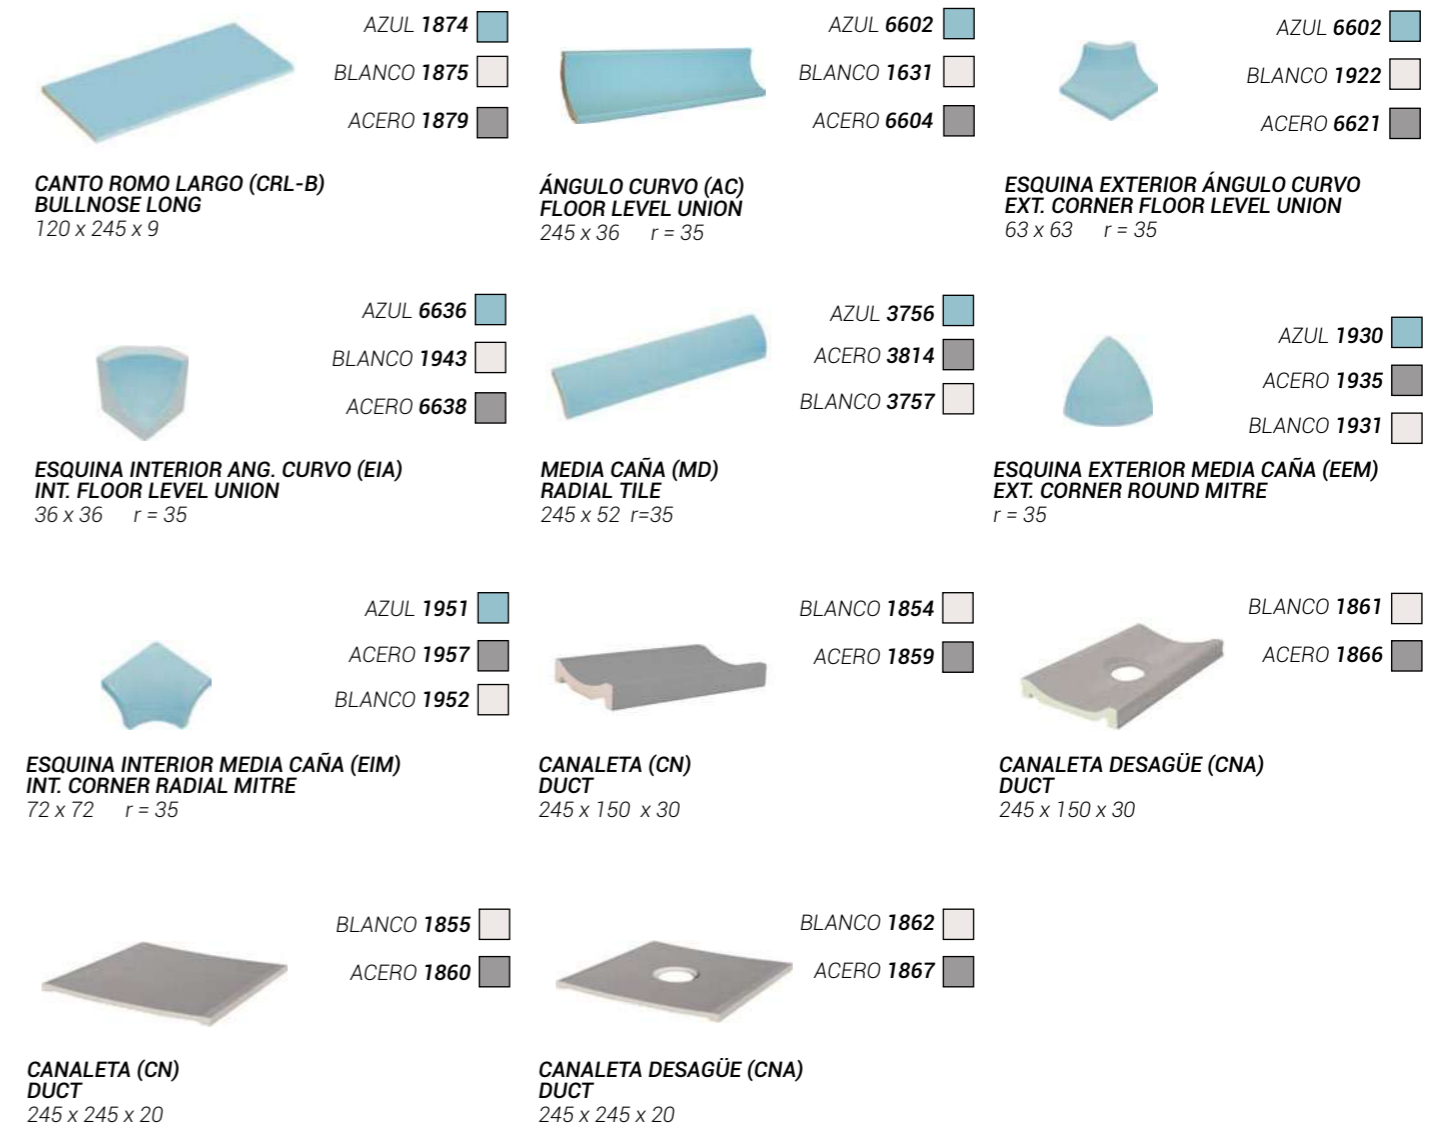 AZUL 1874
BLANCO 1875
ACERO 1879
CANTO ROMO LARGO (CRL-B)
BULLNOSE LONG
120 x 245 x 9
AZUL 6602
BLANCO 1631
ACERO 6604
ÁNGULO CURVO (AC)
FLOOR LEVEL UNION
245 x 36 r = 35
AZUL 6602
BLANCO 1922
ACERO 6621
ESQUINA EXTERIOR ÁNGULO CURVO
EXT. CORNER FLOOR LEVEL UNION
63 x 63 r = 35
AZUL 6636
BLANCO 1943
ACERO 6638
ESQUINA INTERIOR ANG. CURVO (EIA)
INT. FLOOR LEVEL UNION
36 x 36 r = 35
AZUL 3756
ACERO 3814
BLANCO 3757
MEDIA CAÑA (MD)
RADIAL TILE
245 x 52 r=35
AZUL 1930
ACERO 1935
BLANCO 1931
ESQUINA EXTERIOR MEDIA CAÑA (EEM)
EXT. CORNER ROUND MITRE
r = 35
AZUL 1951
ACERO 1957
BLANCO 1952
ESQUINA INTERIOR MEDIA CAÑA (EIM)
INT. CORNER RADIAL MITRE
72 x 72 r = 35
BLANCO 1854
ACERO 1859
CANALETA (CN)
DUCT
245 x 150 x 30
BLANCO 1861
ACERO 1866
CANALETA DESAGÜE (CNA)
DUCT
245 x 150 x 30
BLANCO 1855
ACERO 1860
CANALETA (CN)
DUCT
245 x 245 x 20
BLANCO 1862
ACERO 1867
CANALETA DESAGÜE (CNA)
DUCT
245 x 245 x 20